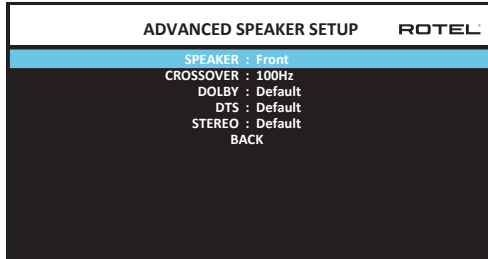 ADVANCED SPEAKER SETUP ROTEL
SPEAKER : Front
CROSSOVER : 100Hz
DOLBY : Default
DTS : Default
STEREO : Default
BACK